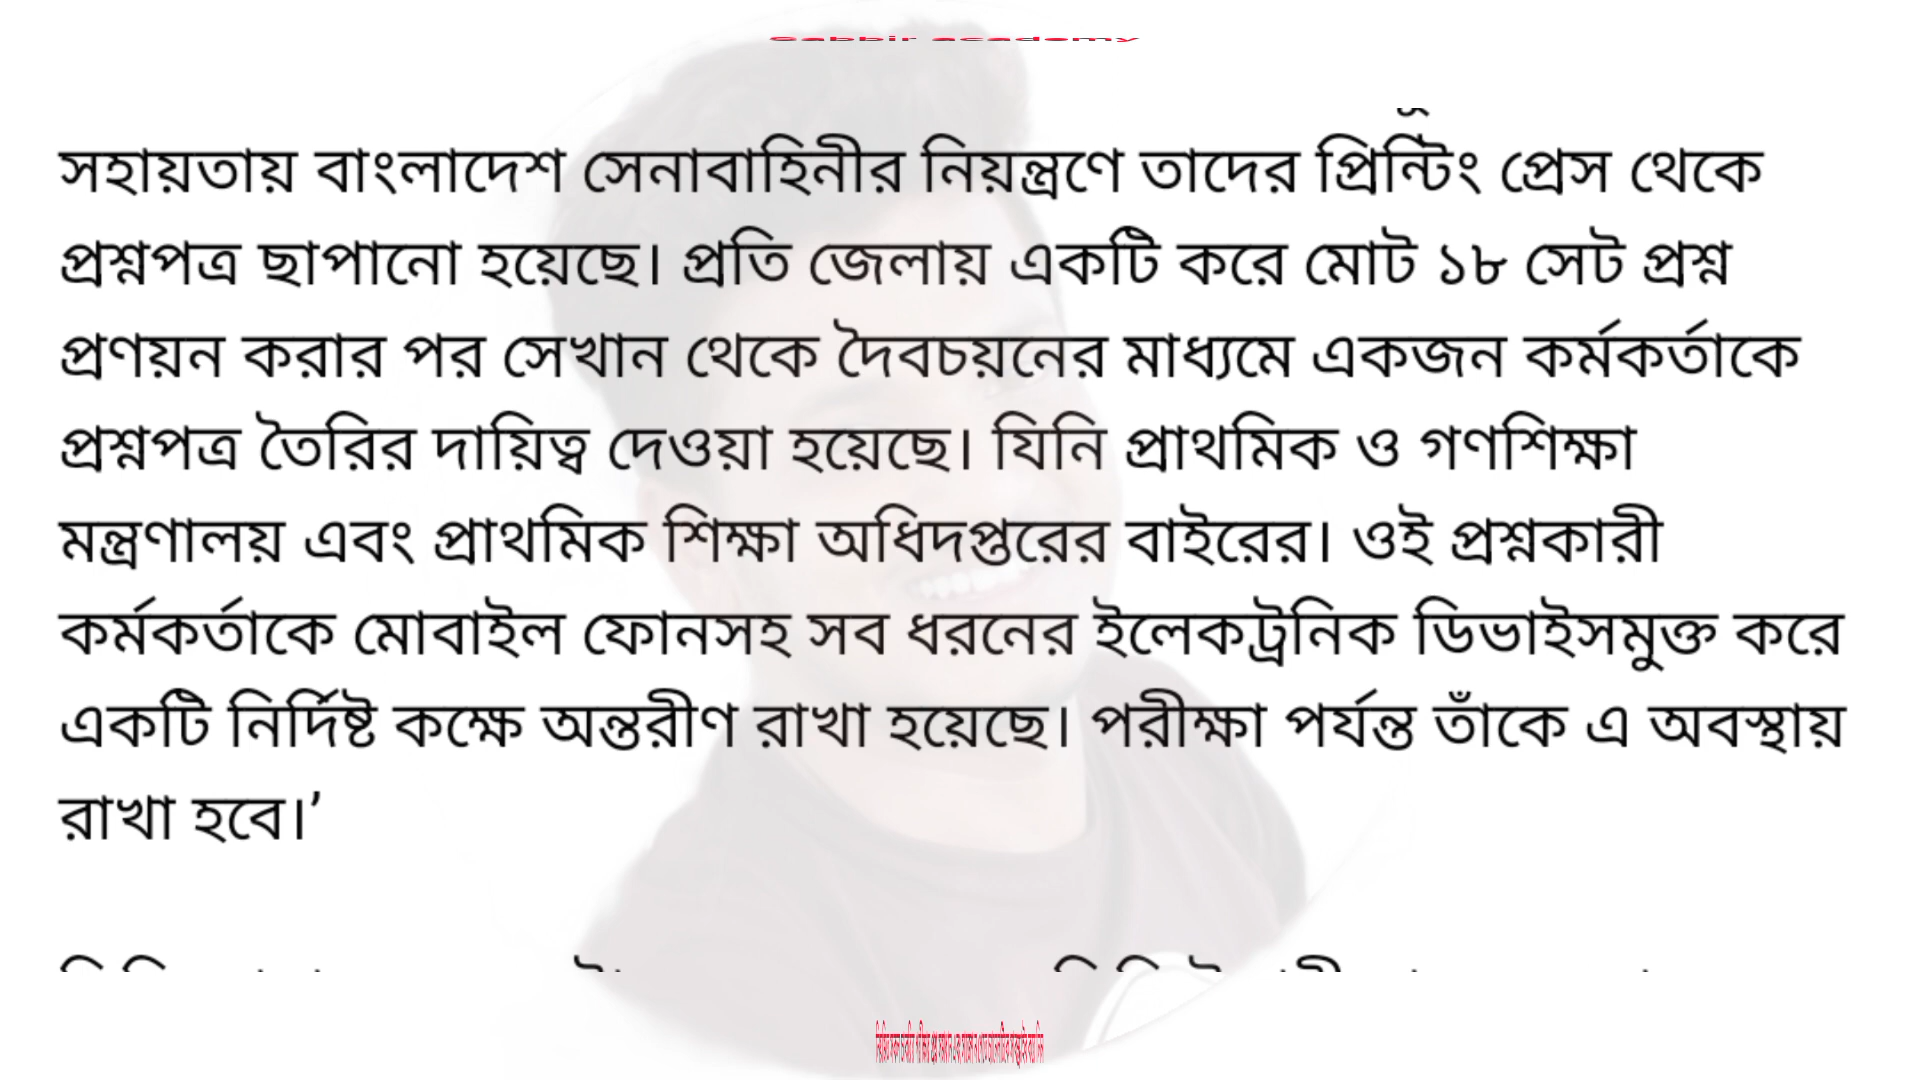 Sabbir academy
সহায়তায় বাংলাদেশ সেনাবাহিনীর নিয়ন্ত্রণে তাদের প্রিন্টিং প্রেস থেকে
প্রশ্নপত্র ছাপানো হয়েছে। প্রতি জেলায় একটি করে মোট ১৮ সেট প্রশ্ন
প্রণয়ন করার পর সেখান থেকে দৈবচয়নের মাধ্যমে একজন কর্মকর্তাকে
প্রশ্নপত্র তৈরির দায়িত্ব দেওয়া হয়েছে। যিনি প্রাথমিক ও গণশিক্ষা
মন্ত্রণালয় এবং প্রাথমিক শিক্ষা অধিদপ্তরের বাইরের। ওই প্রশ্নকারী
কর্মকর্তাকে মোবাইল ফোনসহ সব ধরনের ইলেকট্রনিক ডিভাইসমুক্ত করে
একটি নির্দিষ্ট কক্ষে অন্তরীণ রাখা হয়েছে। পরীক্ষা পর্যন্ত তাঁকে এ অবস্থায়
রাখা হবে।’